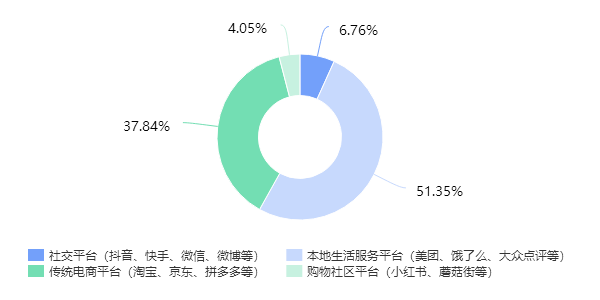 4.05%
6.76%
37.84%
51.35%
社交平台（抖音、快手、微信、微博等）
本地生活服务平台（美团、饿了么、大众点评等）
传统电商平台（淘宝、京东、拼多多等）
购物社区平台（小红书、蘑菇街等）